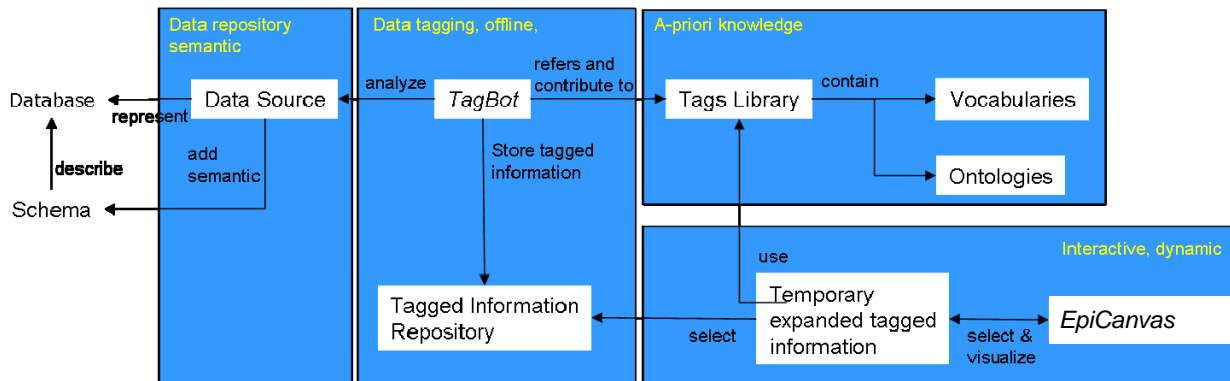 Data repository
semantic
Data tagging, offline,
A-priori knowledge
refers and
contribute to
analyze
contain
Database
Data Source
TagBot
Tags Library
Vocabularies
represent
Store tagged
information
add
semantic
describe
Ontologies
Schema
Interactive, dynamic
use
Tagged Information
Repository
Temporary
expanded tagged
information
EpiCanvas
select
select &
visualize